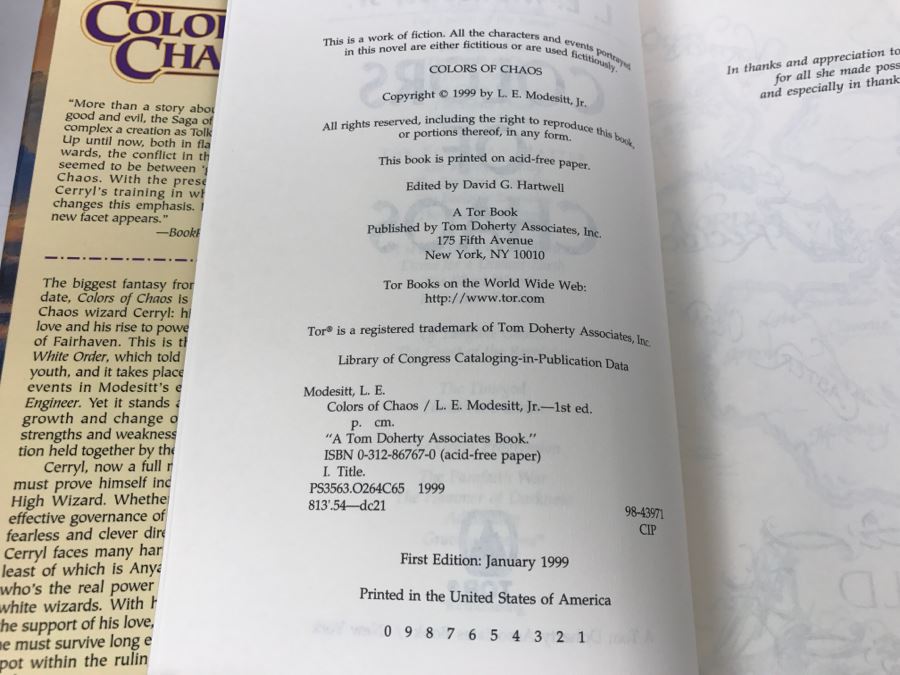 COLO
CHA
"More than a story abou
good and evil, the Saga of
complex a creation as Tolk
Up until now, both in fla
wards, the conflict in th
seemed to be between '
Chaos. With the prese
Cerryl's training in wh
changes this emphasis.
new facet appears."
—BookP
The biggest fantasy from
date, Colors of Chaos is
Chaos wizard Cerryl: hi
love and his rise to powe
of Fairhaven. This is th
White Order, which told
youth, and it takes place
events in Modesitt's e
Engineer. Yet it stands a
growth and change o
strengths and weakness
tion held together by the
Cerryl, now a full m
must prove himself ind
High Wizard. Whethe
effective governance of
fearless and clever dire
Cerryl faces many har
least of which is Anya
who's the real power
white wizards. With h
he support of his love,
e must survive long e
pot within the rulin
This is a work of fiction. All the characters and events portrayed
in this novel are either fictitious or are used fictitiously.
COLORS OF CHAOS
Copyright © 1999 by L. E. Modesitt, Jr.
All rights reserved, including the right to reproduce this book,
or portions thereof, in any form.
This book is printed on acid-free paper.
Edited by David G. Hartwell
A Tor Book
Published by Tom Doherty Associates, Inc.
175 Fifth Avenue
New York, NY 10010
Tor Books on the World Wide Web:
http://www.tor.com
Tor® is a registered trademark of Tom Doherty Associates, Inc.
Library of Congress Cataloging-in-Publication Data
Modesitt, L. E.
Colors of Chaos / L. E. Modesitt, Jr.—1st ed.
p. cm.
"A Tom Doherty Associates Book."
ISBN 0-312-86767-0 (acid-free paper)
I. Title.
PS3563.O264C65 1999
813'.54—dc21
98-43971
CIP
First Edition: January 1999
Printed in the United States of America
0 9 8 7 6 5 4 3 2 1
In thanks and appreciation to
for all she made poss
and especially in thank